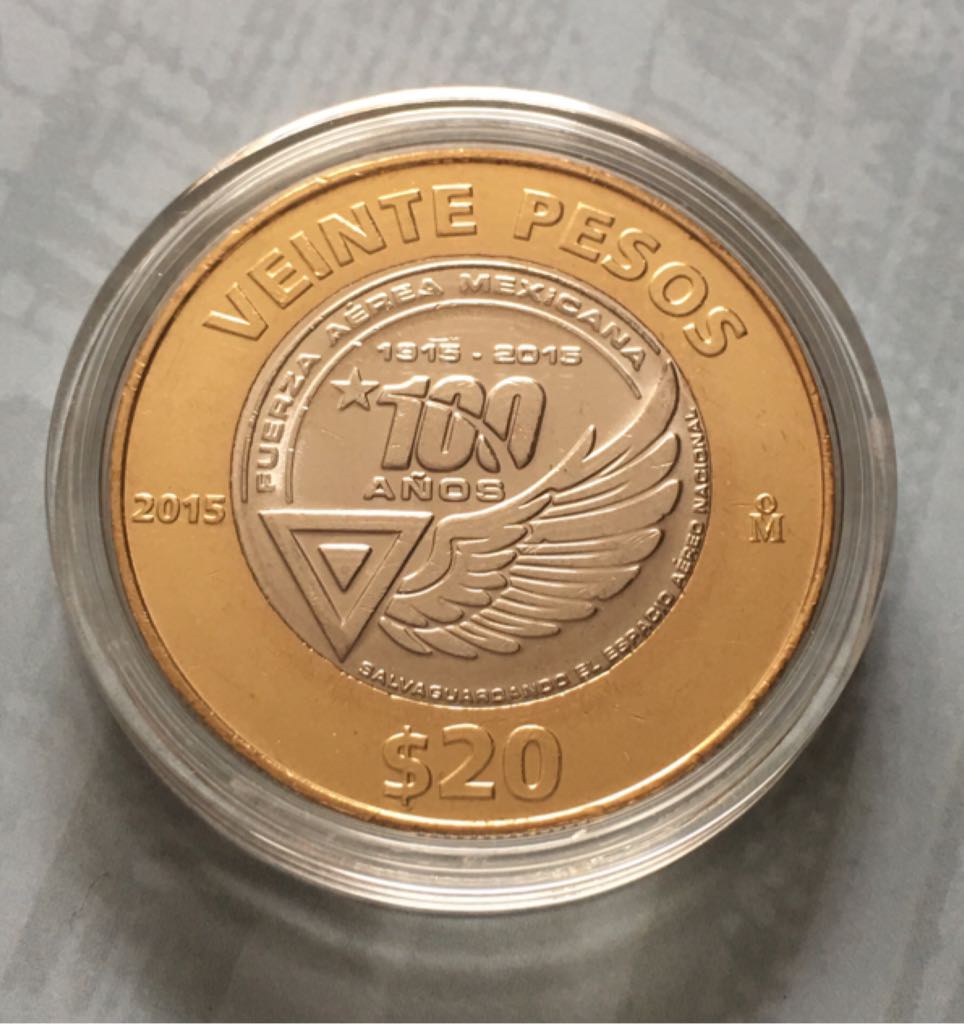 VEINTE PESOS
FUERZA AÉREA MEXICANA
1915 - 2015
100
AÑOS
2015
M̊
SALVAGUARDANDO EL ESPACIO AÉREO NACIONAL
$20